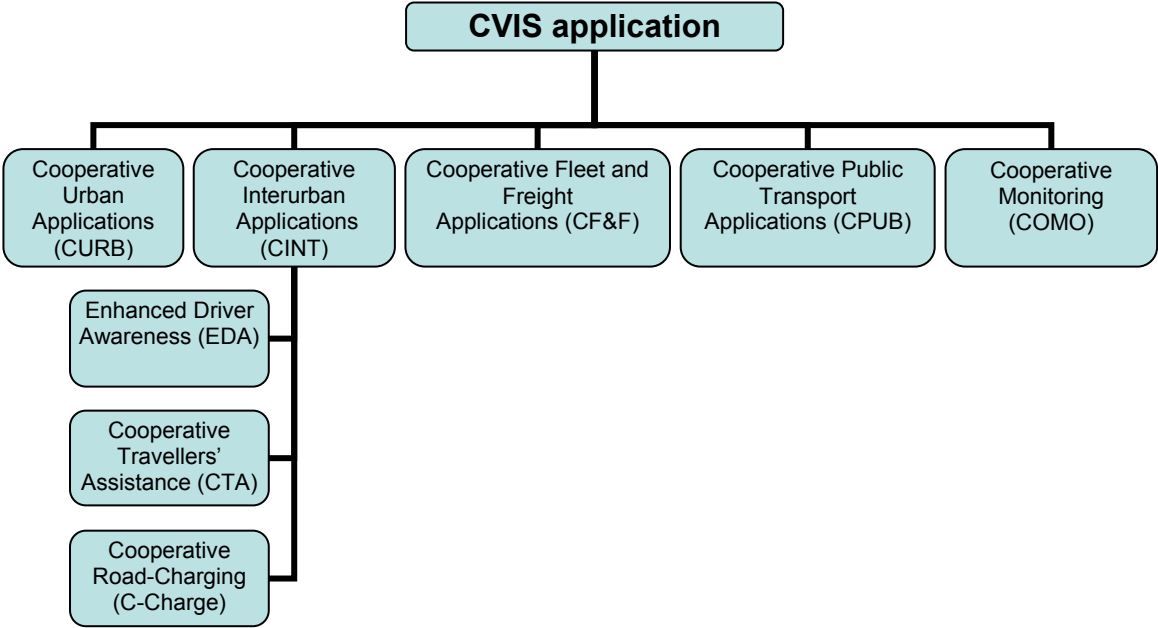 CVIS application
Cooperative
Urban
Applications
(CURB)
Cooperative
Interurban
Applications
(CINT)
Cooperative Fleet and
Freight
Applications (CF&F)
Cooperative Public
Transport
Applications (CPUB)
Cooperative
Monitoring
(COMO)
Enhanced Driver
Awareness (EDA)
Cooperative
Travellers’
Assistance (CTA)
Cooperative
Road-Charging
(C-Charge)